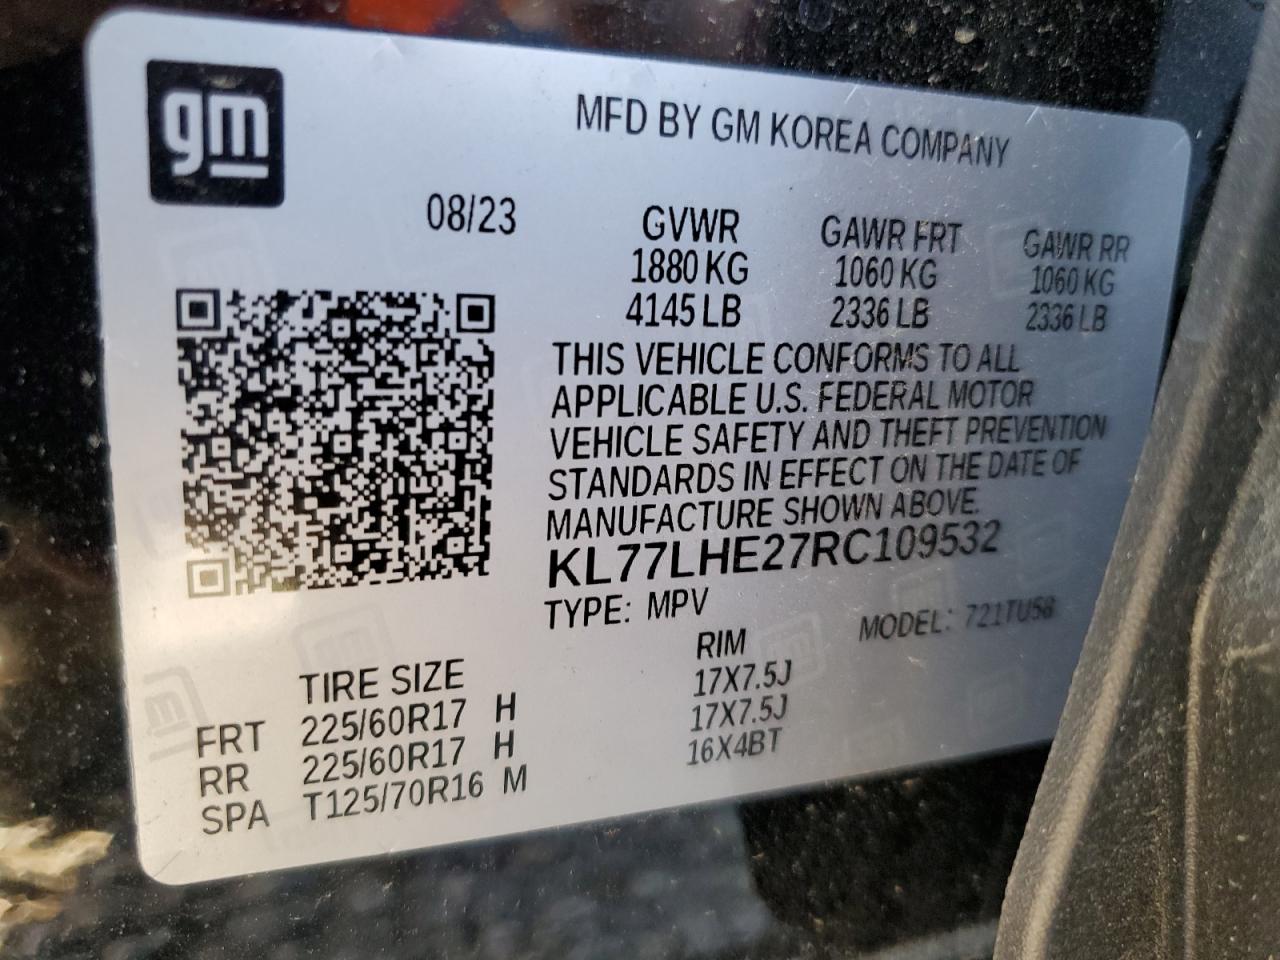 gm
MFD BY GM KOREA COMPANY
08/23
GVWR GAWR FRT GAWR RR
1880 KG 1060 KG 1060 KG
4145 LB 2336 LB 2336 LB
THIS VEHICLE CONFORMS TO ALL
APPLICABLE U.S. FEDERAL MOTOR
VEHICLE SAFETY AND THEFT PREVENTION
STANDARDS IN EFFECT ON THE DATE OF
MANUFACTURE SHOWN ABOVE.
KL77LHE27RC109532
TYPE: MPV MODEL: 721TU58
TIRE SIZE RIM
FRT 225/60R17 H 17X7.5J
RR 225/60R17 H 17X7.5J
SPA T125/70R16 M 16X4BT